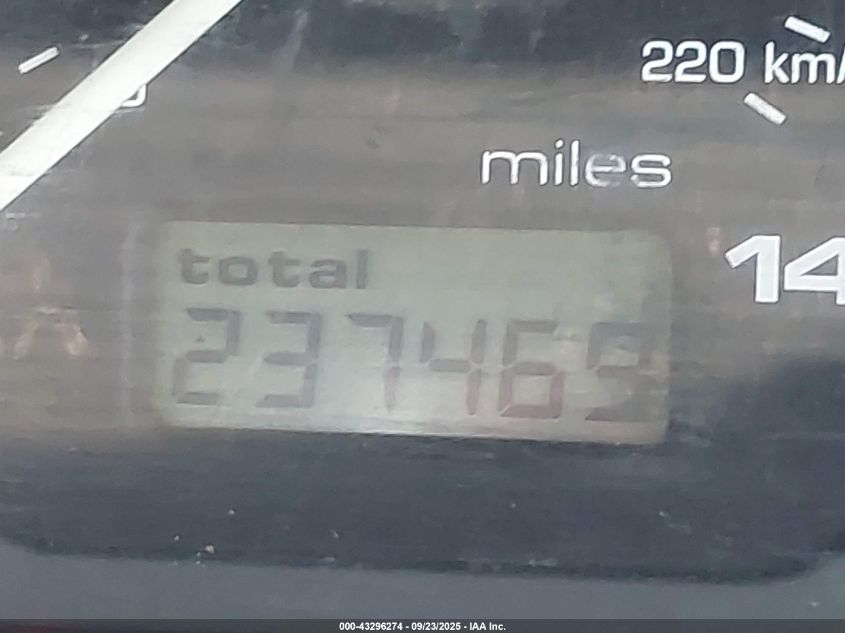 220 km/
miles
total
237469
14
000-43296274 - 09/23/2025 - IAA Inc.